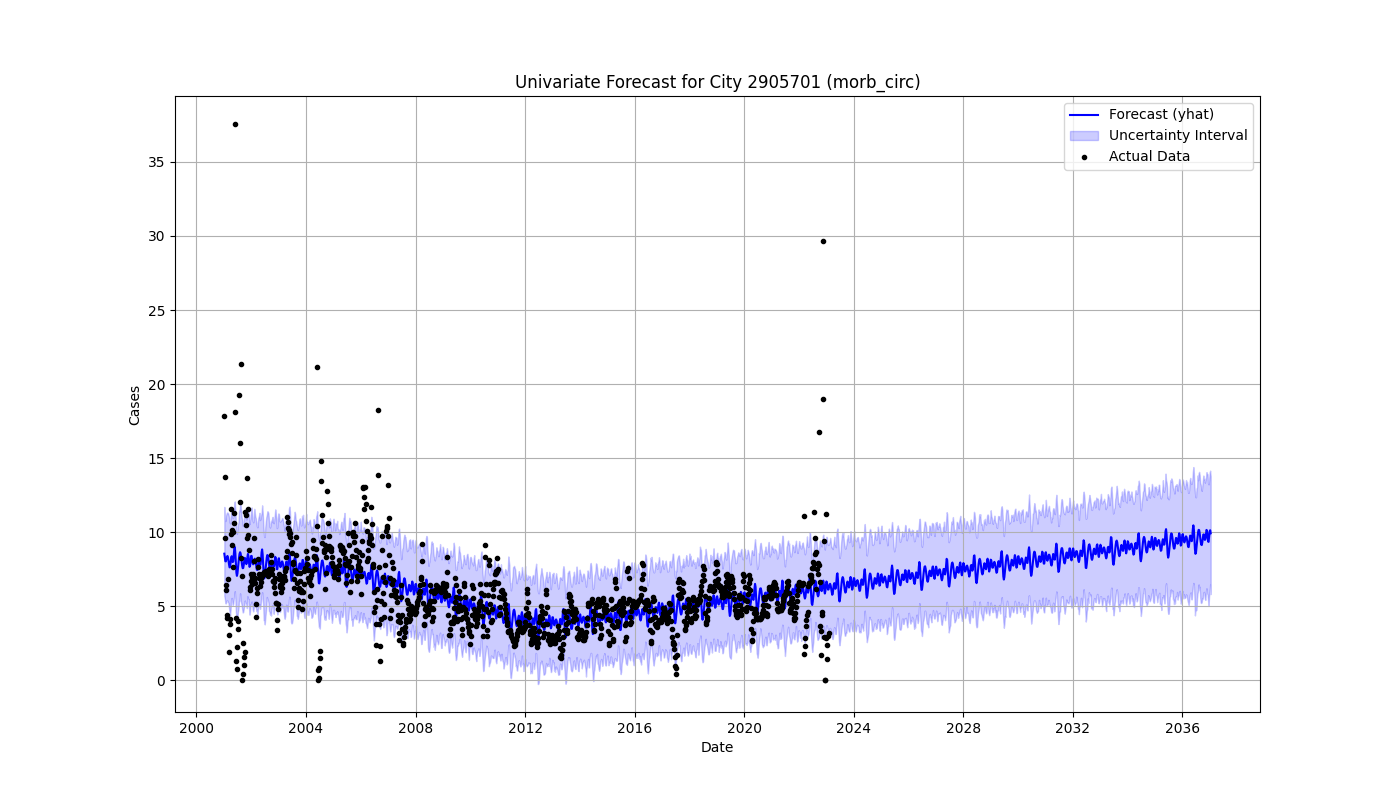 Univariate Forecast for City 2905701 (morb_circ)
Forecast (yhat)
Uncertainty Interval
Actual Data
35
30
25
20
15
10
5
0
Cases
2000 2004 2008 2012 2016 2020 2024 2028 2032 2036
Date